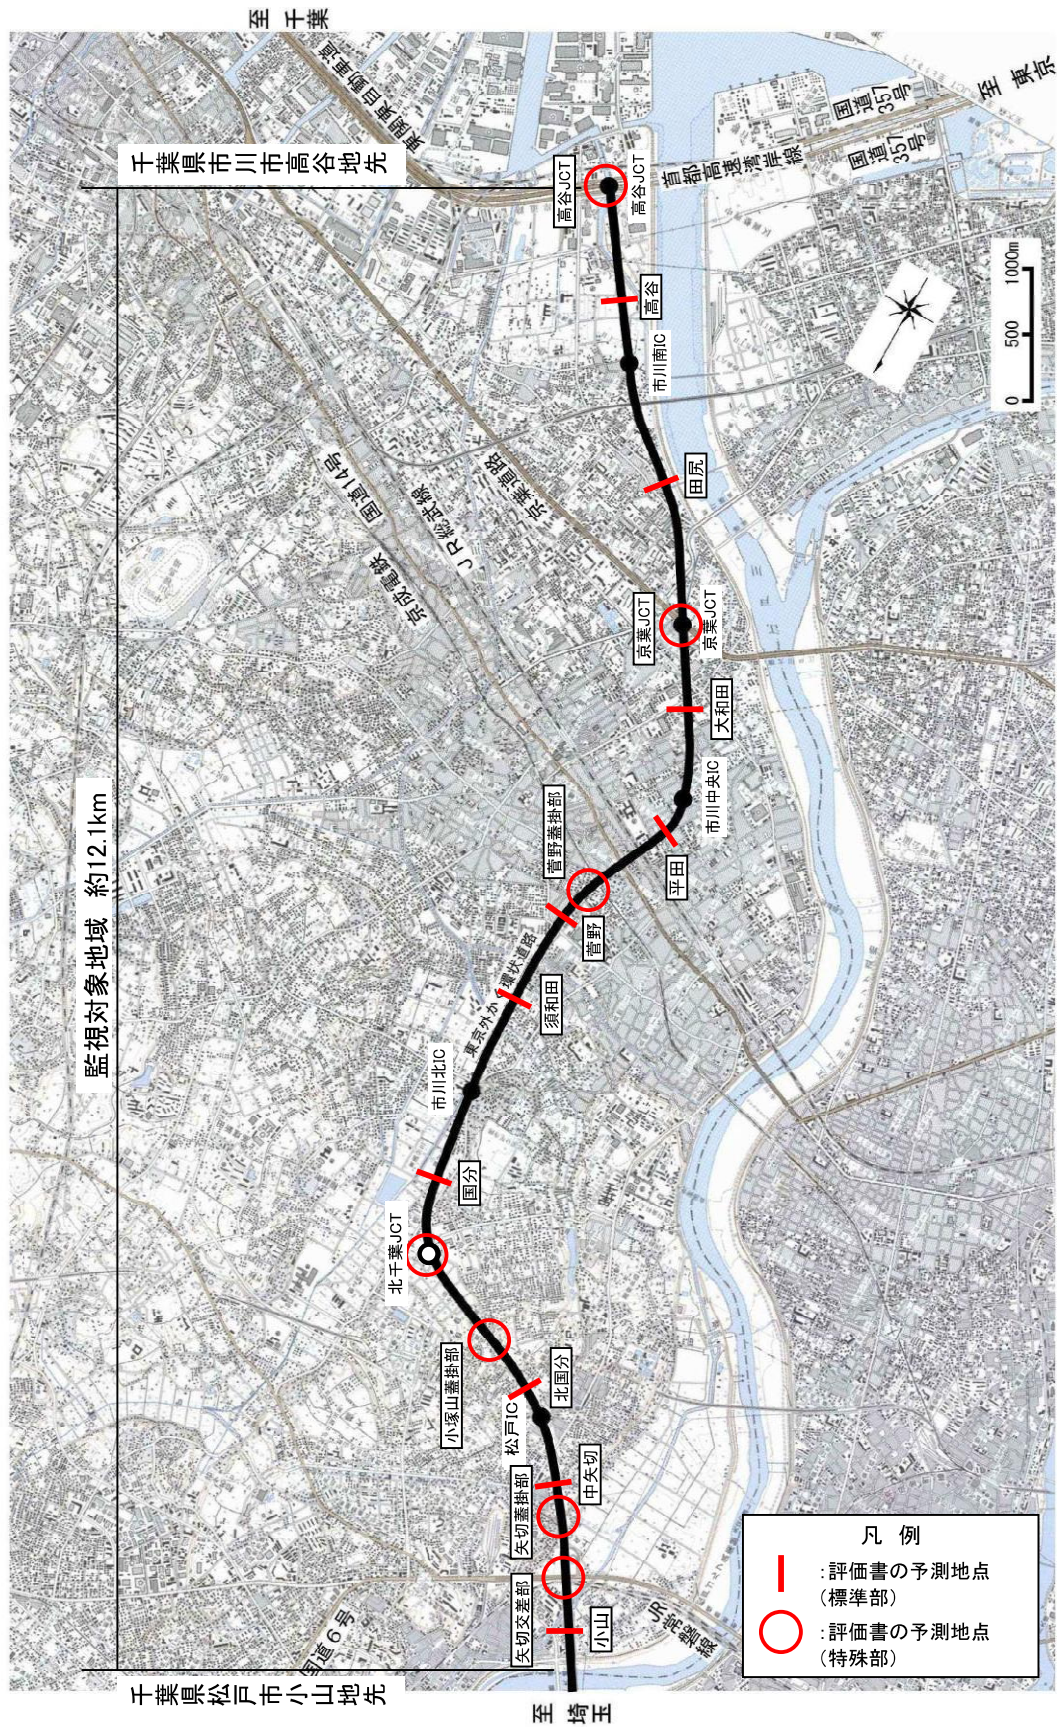 至 千葉
東関東自動車道
千葉県市川市高谷地先
国道357号
至 東京
首都高速湾岸線
国道357号
高谷JCT
高谷JCT
高谷
市川南IC
0 500 1000m
国道14号
JR総武線
京葉道路
京成電鉄
田尻
京葉JCT
京葉JCT
大和田
市川中央IC
監視対象地域 約12.1km
菅野蓋掛部
平田
菅野
東京外かく環状道路
須和田
市川北IC
国分
北千葉JCT
小塚山蓋掛部
北国分
松戸IC
中矢切
矢切蓋掛部
矢切交差部
小山
国道6号
JR常磐線
千葉県松戸市小山地先
至 埼玉
凡 例
:評価書の予測地点
(標準部)
:評価書の予測地点
(特殊部)